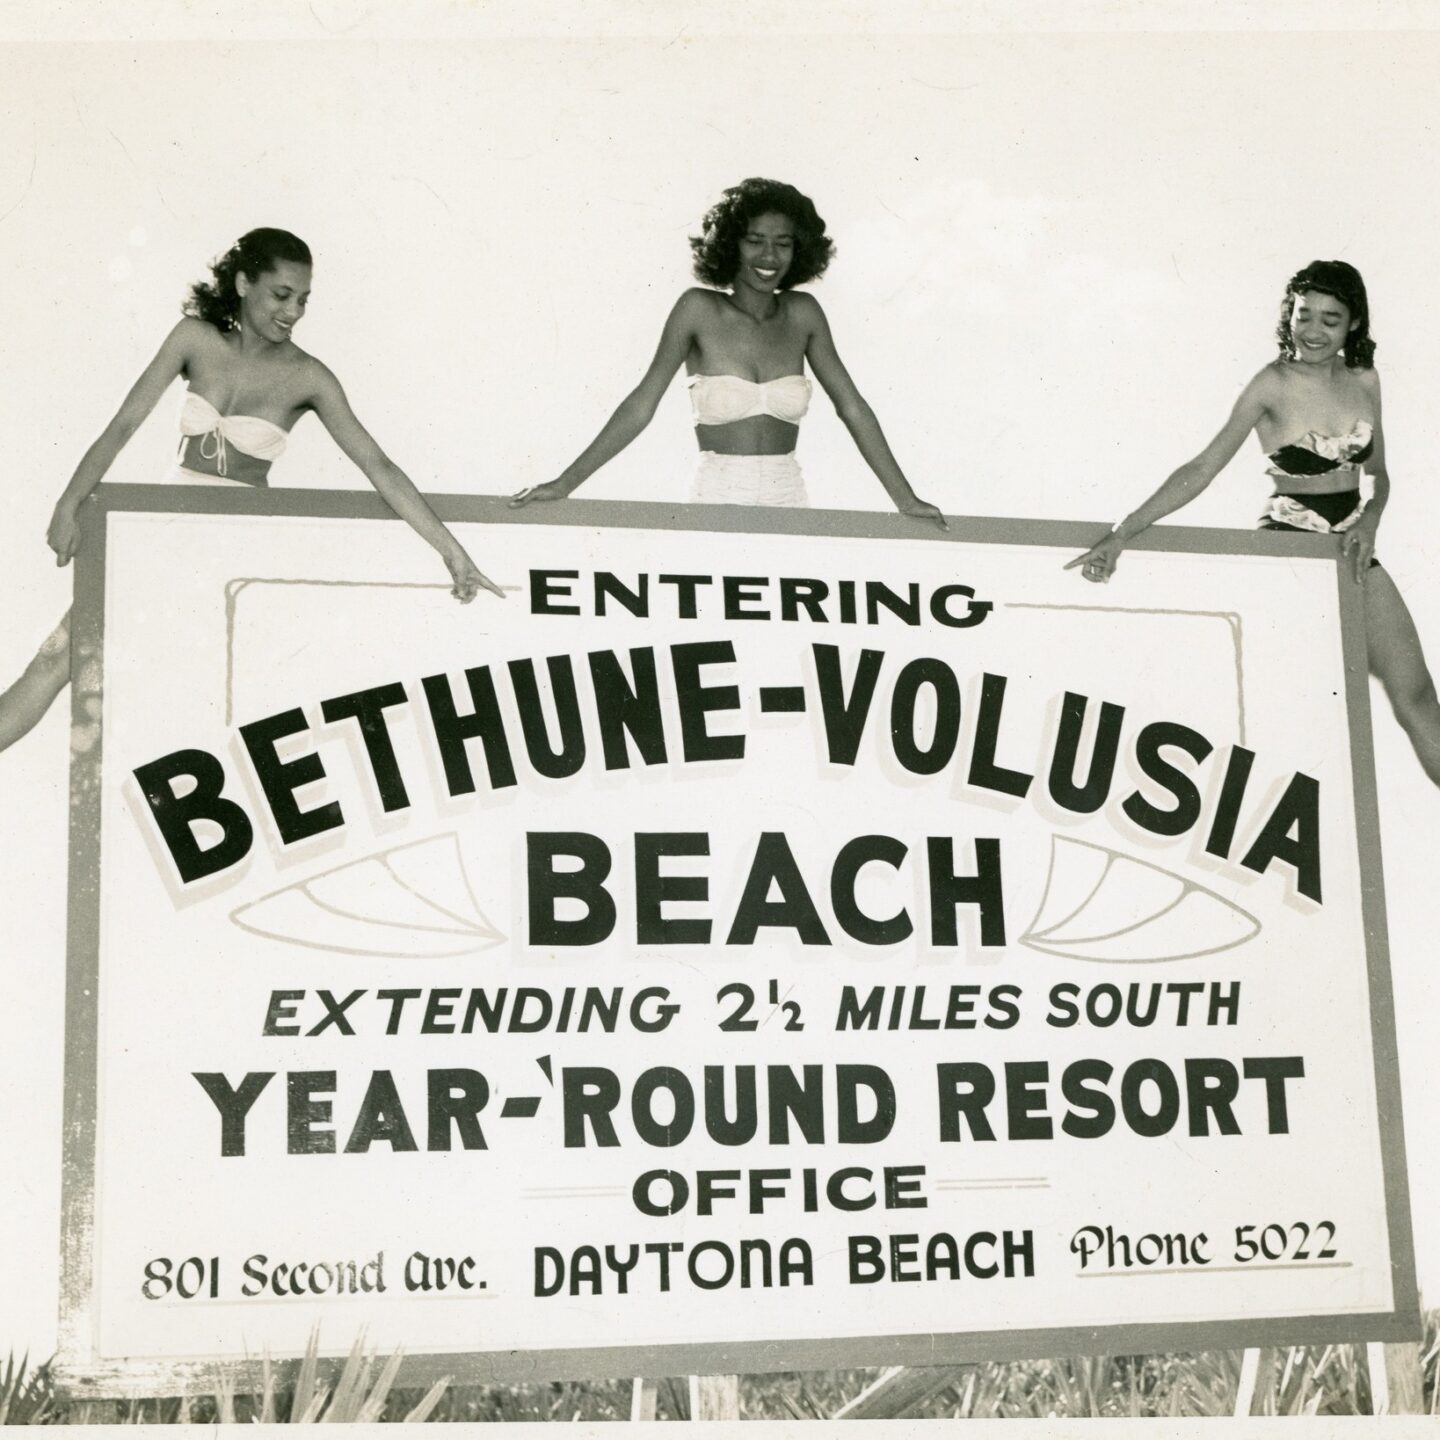 ENTERING
BETHUNE-VOLUSIA
BEACH
EXTENDING 2½ MILES SOUTH
YEAR-'ROUND RESORT
OFFICE
801 Second Ave. DAYTONA BEACH Phone 5022